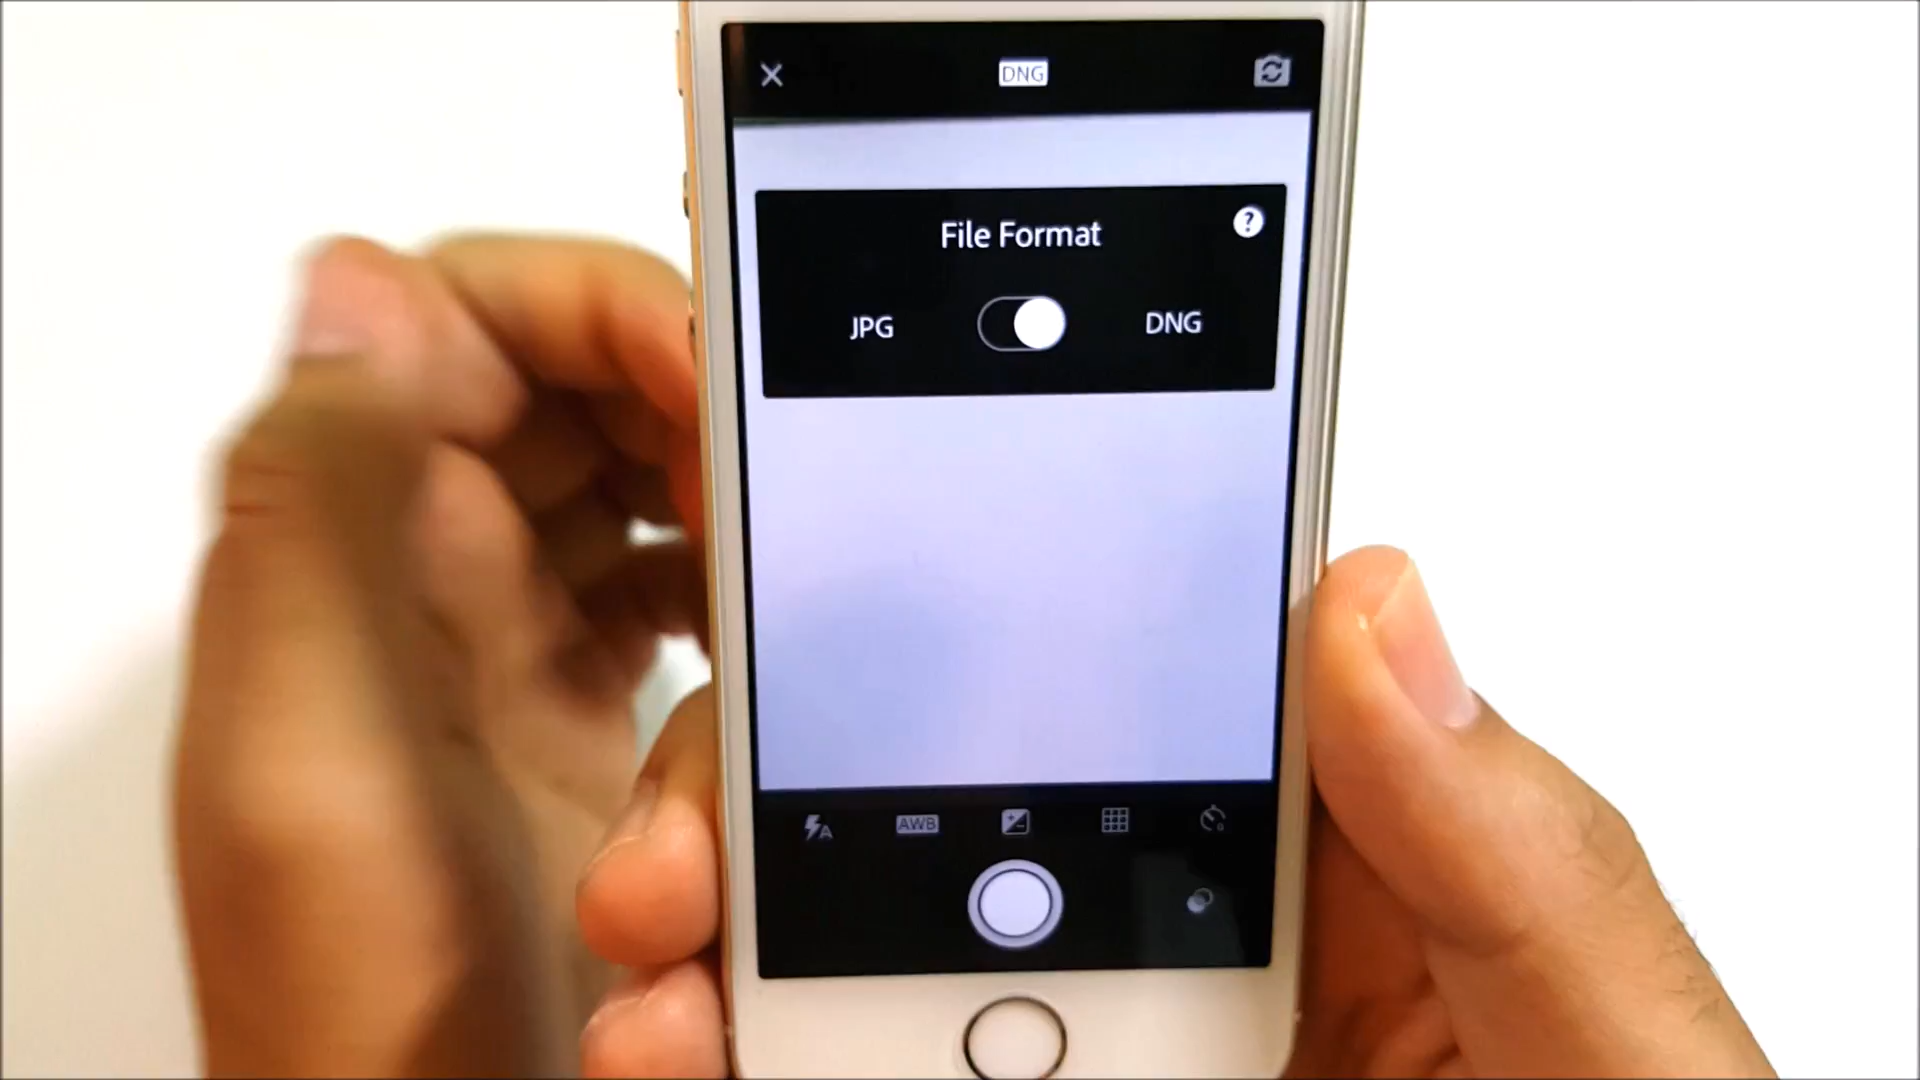 DNG
File Format
?
JPG
DNG
A
AWB